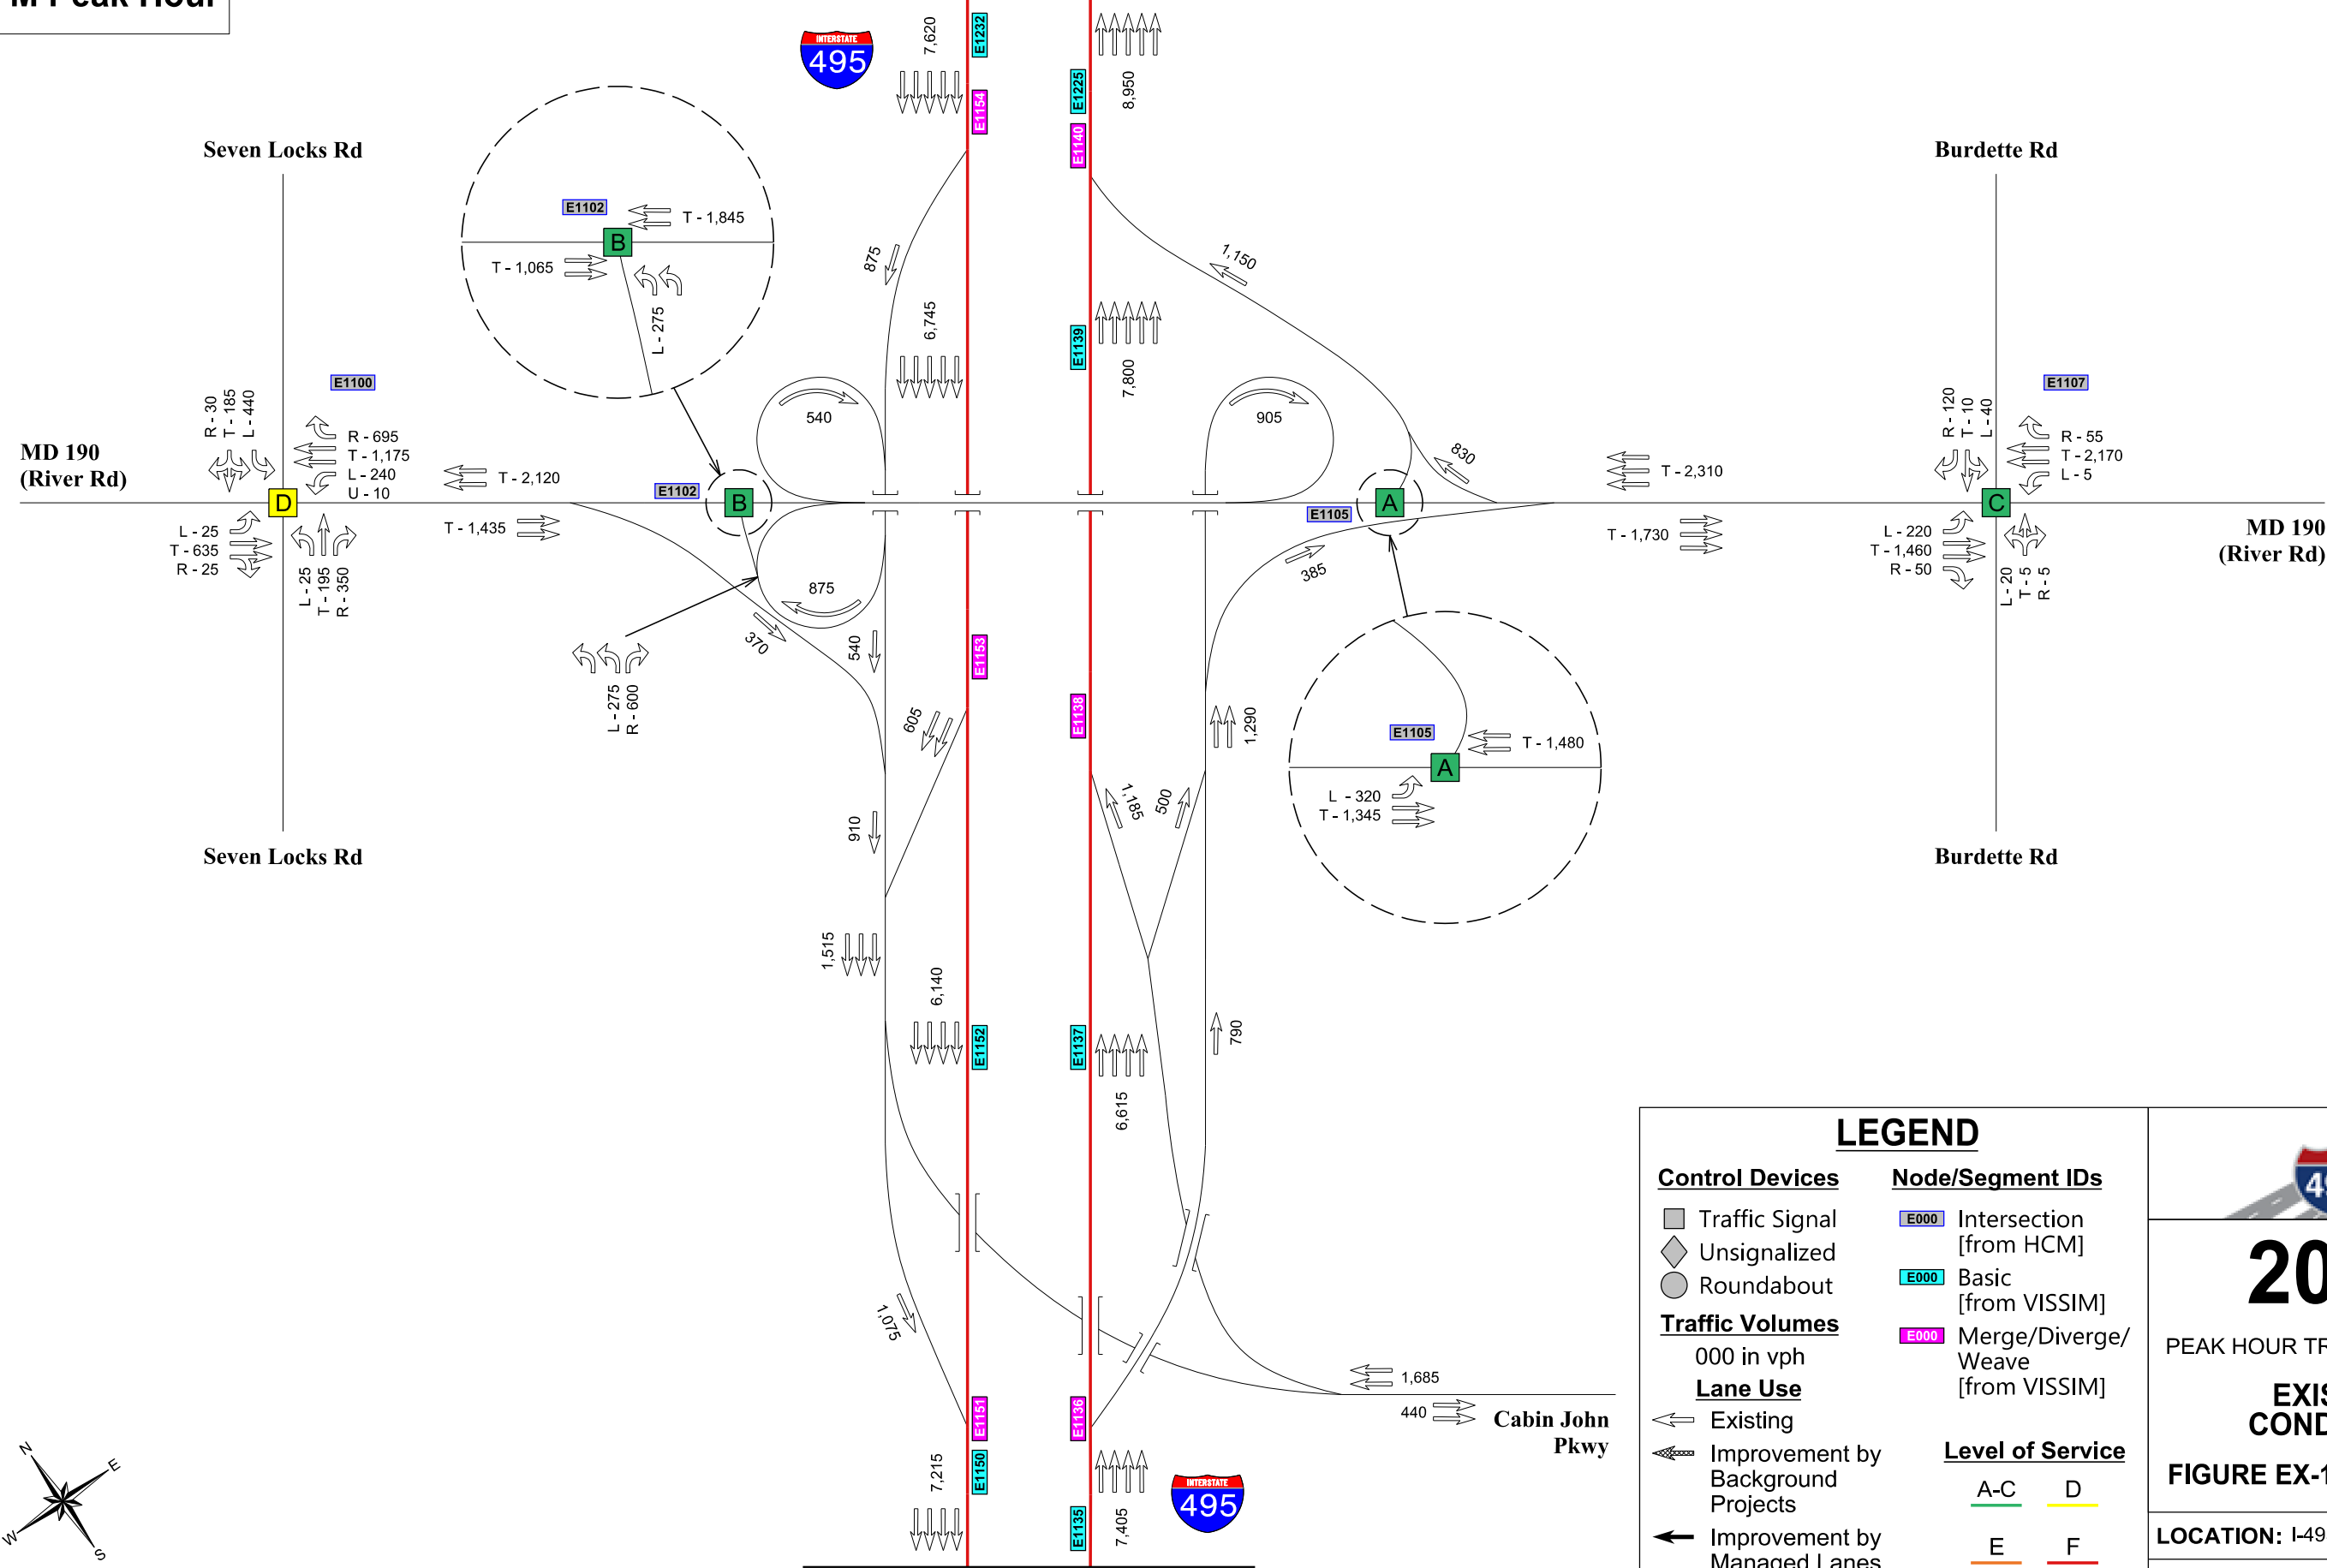 M Peak Hour
INTERSTATE
495
7,620
E1232
E1154
E1225
E1140
8,950
Seven Locks Rd
Burdette Rd
E1102
T - 1,845
B
T - 1,065
L - 275
875
6,745
1,150
E1139
7,800
E1100
R - 30
T - 185
L - 440
R - 695
T - 1,175
L - 240
U - 10
MD 190
(River Rd)
D
L - 25
T - 635
R - 25
L - 25
T - 195
R - 350
T - 2,120
T - 1,435
E1102
B
540
905
875
830
A
E1105
385
T - 2,310
T - 1,730
E1107
R - 120
T - 10
L - 40
R - 55
T - 2,170
L - 5
C
L - 220
T - 1,460
R - 50
L - 20
T - 5
R - 5
MD 190
(River Rd)
370
540
L - 275
R - 600
605
E1153
E1138
1,290
1,185
500
910
E1105
T - 1,480
A
L - 320
T - 1,345
Seven Locks Rd
Burdette Rd
1,515
6,140
E1152
E1137
6,615
790
1,075
1,685
440
Cabin John
Pkwy
E1151
E1136
7,215
E1150
E1135
7,405
INTERSTATE
495
N
E
W
S
LEGEND
Control Devices
Traffic Signal
Unsignalized
Roundabout
Traffic Volumes
000 in vph
Lane Use
Existing
Improvement by
Background
Projects
Improvement by
Managed Lanes
Node/Segment IDs
E000 Intersection
[from HCM]
E000 Basic
[from VISSIM]
E000 Merge/Diverge/
Weave
[from VISSIM]
Level of Service
A-C D
E F
49
20
PEAK HOUR TR
EXIS
COND
FIGURE EX-1
LOCATION: I-49